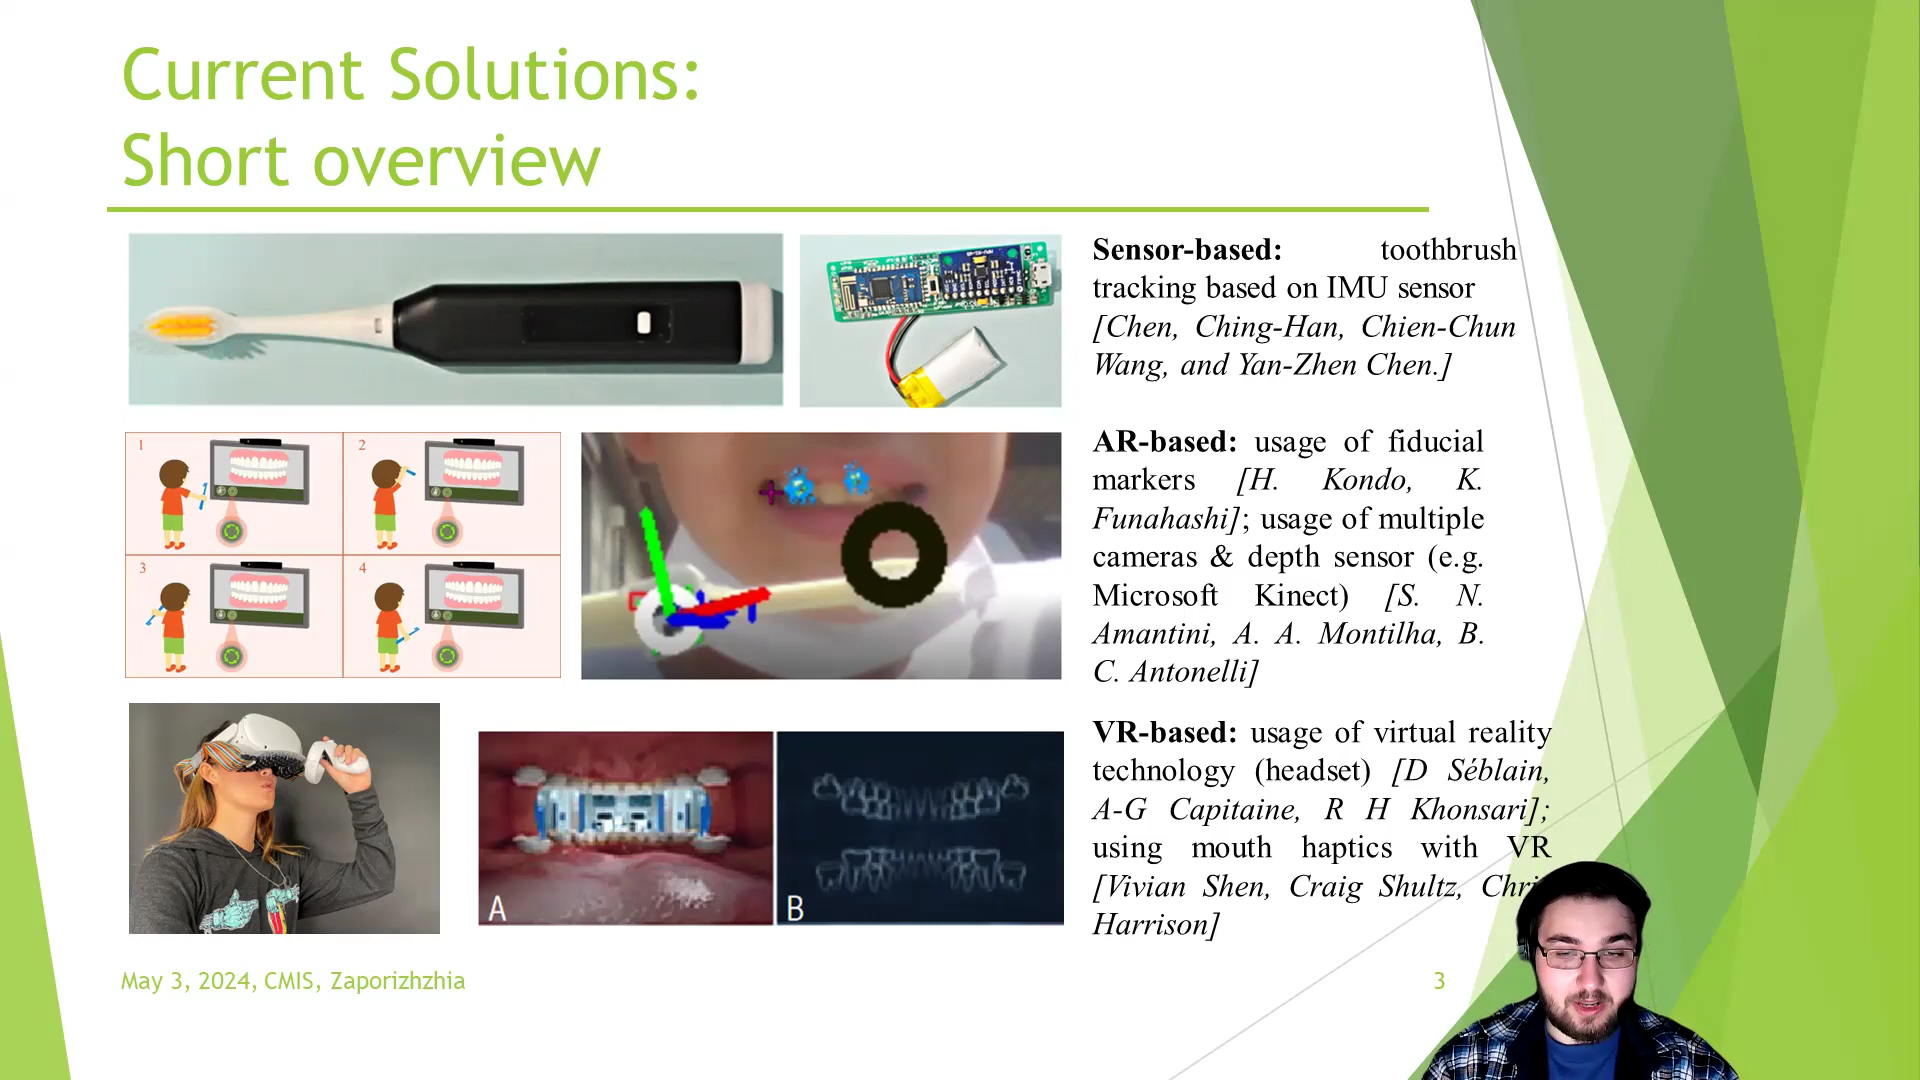 Current Solutions:
Short overview
Sensor-based: toothbrush
tracking based on IMU sensor
[Chen, Ching-Han, Chien-Chun
Wang, and Yan-Zhen Chen.]
1
2
3
4
AR-based: usage of fiducial
markers [H. Kondo, K.
Funahashi]; usage of multiple
cameras & depth sensor (e.g.
Microsoft Kinect) [S. N.
Amantini, A. A. Montilha, B.
C. Antonelli]
A
B
VR-based: usage of virtual reality
technology (headset) [D Séblain,
A-G Capitaine, R H Khonsari];
using mouth haptics with VR
[Vivian Shen, Craig Shultz,
Harrison]
May 3, 2024, CMIS, Zaporizhzhia
3